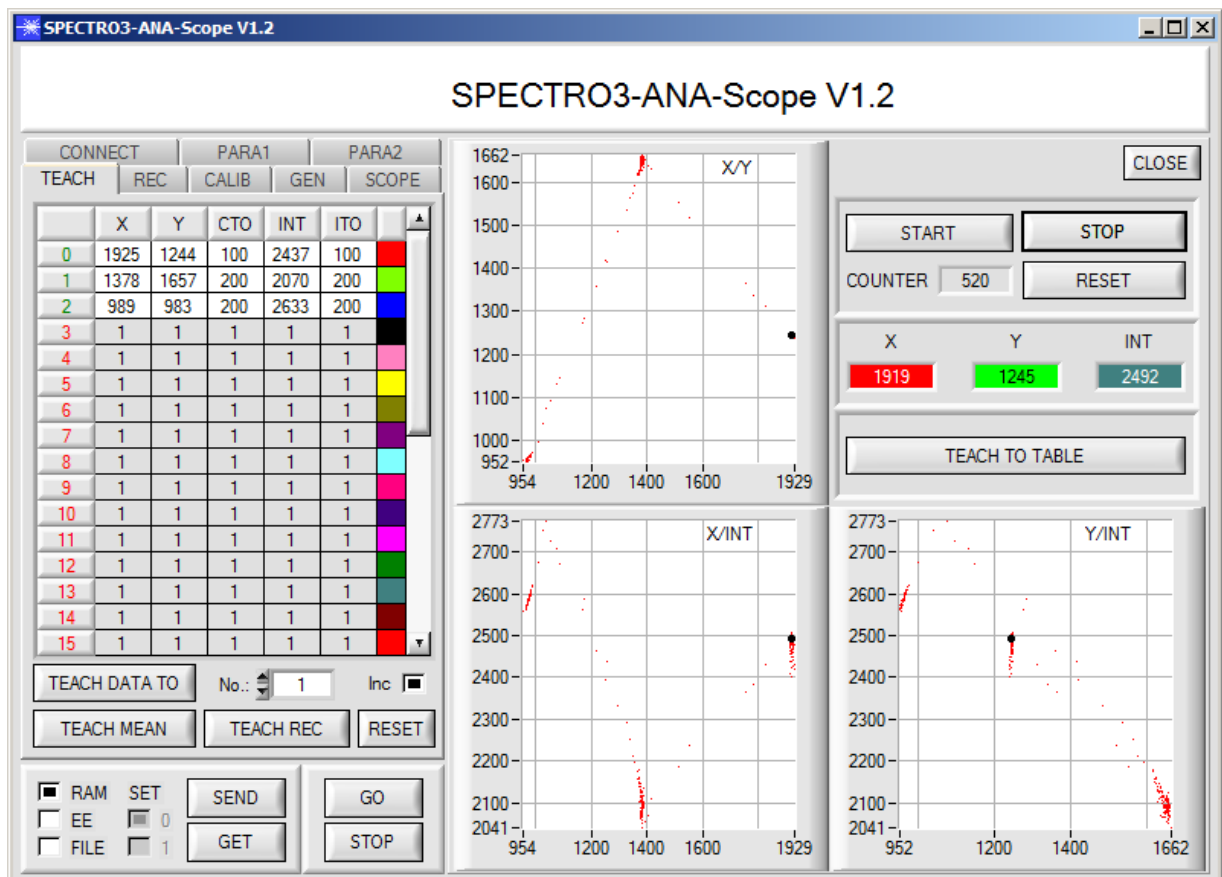 SPECTRO3-ANA-Scope V1.2
SPECTRO3-ANA-Scope V1.2
CONNECT PARA1 PARA2
TEACH REC CALIB GEN SCOPE
X Y CTO INT ITO
0 1925 1244 100 2437 100
1 1378 1657 200 2070 200
2 989 983 200 2633 200
3 1 1 1 1 1
4 1 1 1 1 1
5 1 1 1 1 1
6 1 1 1 1 1
7 1 1 1 1 1
8 1 1 1 1 1
9 1 1 1 1 1
10 1 1 1 1 1
11 1 1 1 1 1
12 1 1 1 1 1
13 1 1 1 1 1
14 1 1 1 1 1
15 1 1 1 1 1
TEACH DATA TO No.: 1 Inc
TEACH MEAN TEACH REC RESET
RAM SET SEND GO
EE 0
FILE 1 GET STOP
X/Y
1662
1600
1500
1400
1300
1200
1100
1000
952
954 1200 1400 1600 1929
CLOSE
START STOP
COUNTER 520 RESET
X Y INT
1919 1245 2492
TEACH TO TABLE
X/INT
2773
2700
2600
2500
2400
2300
2200
2100
2041
954 1200 1400 1600 1929
Y/INT
2773
2700
2600
2500
2400
2300
2200
2100
2041
952 1200 1400 1662